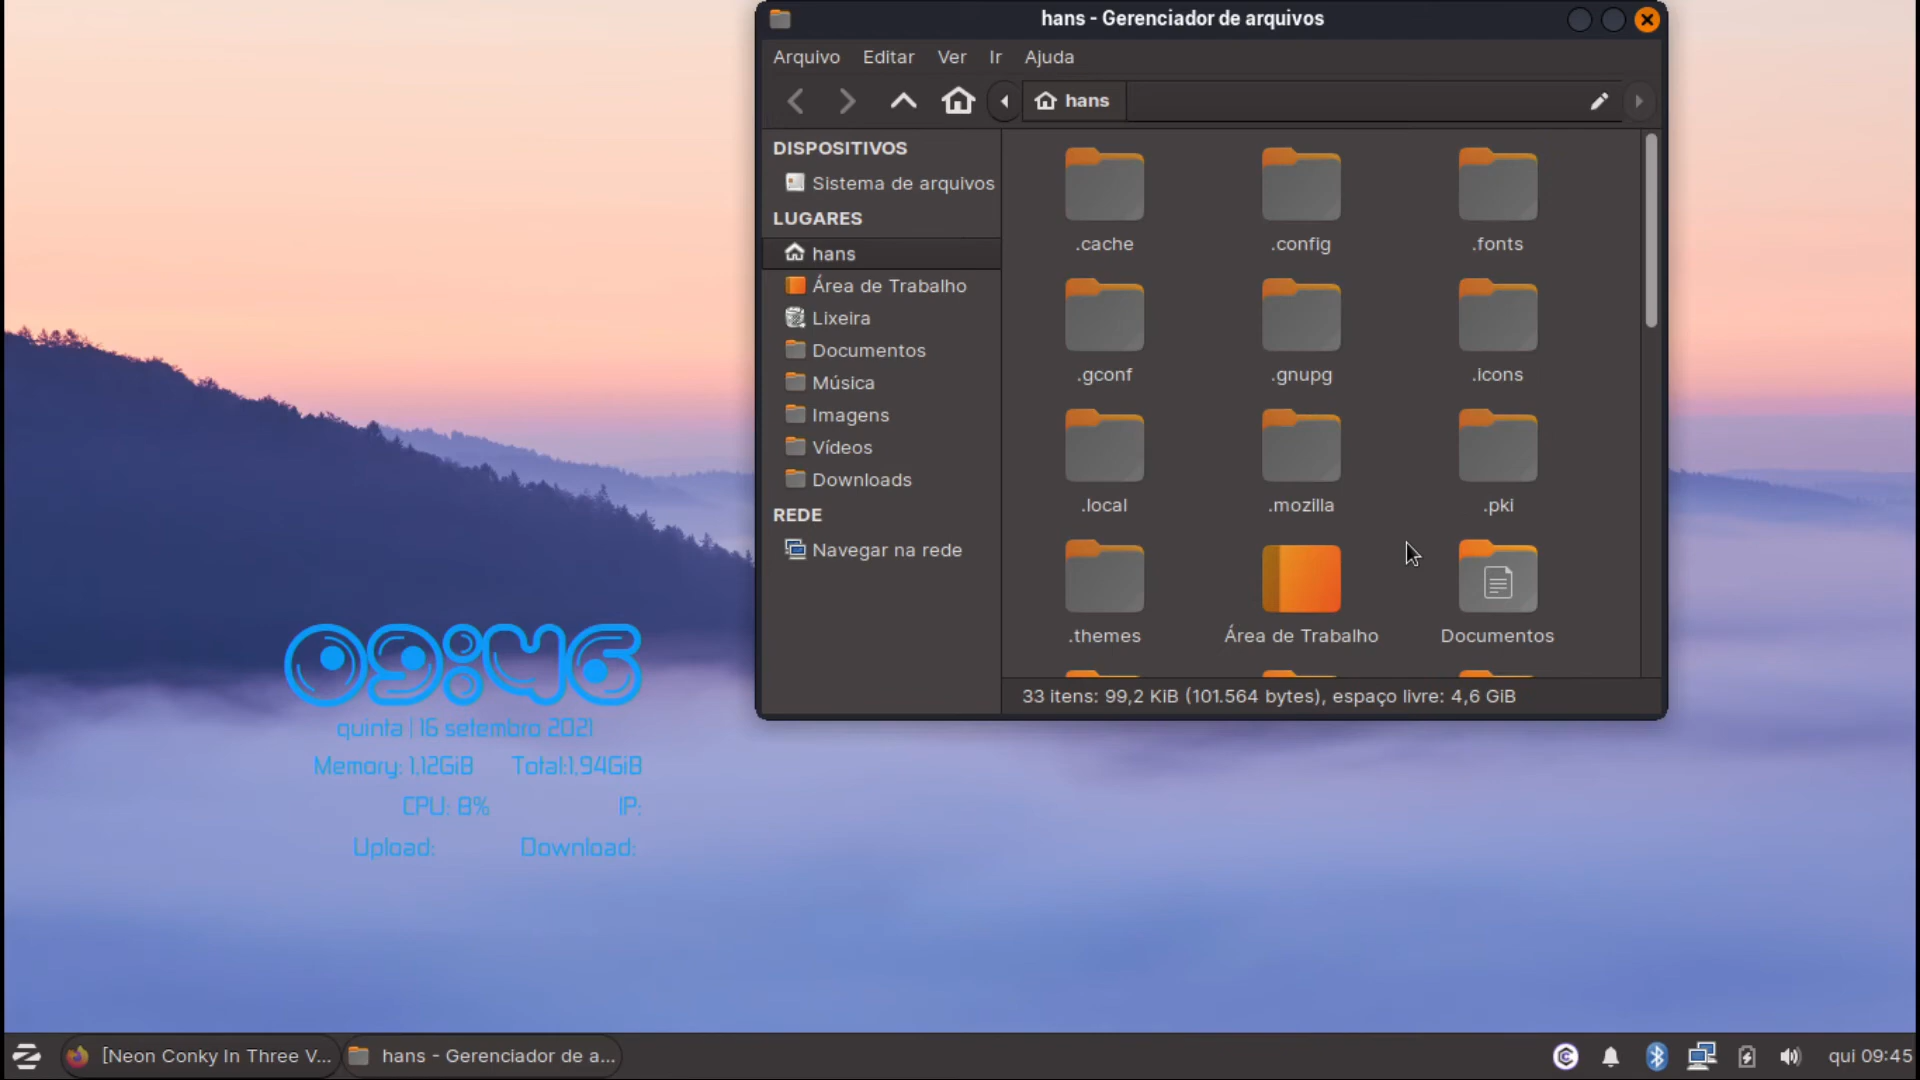 hans - Gerenciador de arquivos
Arquivo Editar Ver Ir Ajuda
hans
DISPOSITIVOS
Sistema de arquivos
LUGARES
hans
Área de Trabalho
Lixeira
Documentos
Música
Imagens
Vídeos
Downloads
REDE
Navegar na rede
.cache .config .fonts
.gconf .gnupg .icons
.local .mozilla .pki
.themes Área de Trabalho Documentos
33 itens: 99,2 KiB (101.564 bytes), espaço livre: 4,6 GiB
09:46
quinta | 16 setembro 2021
Memory: 1,12GiB Total:1,94GiB
CPU: 8% IP:
Upload: Download:
[Neon Conky In Three V... hans - Gerenciador de a... qui 09:45